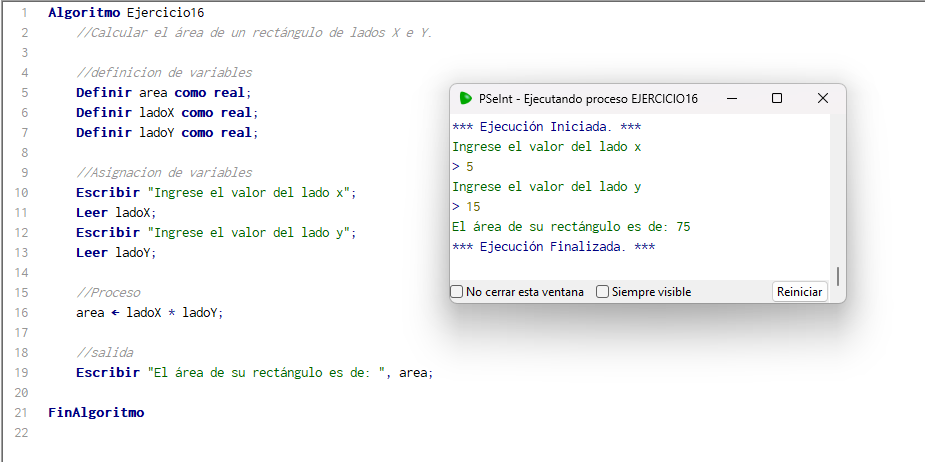 1 Algoritmo Ejercicio16
2 //Calcular el área de un rectángulo de lados X e Y.
3
4 //definicion de variables
5 Definir area como real;
6 Definir ladoX como real;
7 Definir ladoY como real;
8
9 //Asignacion de variables
10 Escribir "Ingrese el valor del lado x";
11 Leer ladoX;
12 Escribir "Ingrese el valor del lado y";
13 Leer ladoY;
14
15 //Proceso
16 area ← ladoX * ladoY;
17
18 //salida
19 Escribir "El área de su rectángulo es de: ", area;
20
21 FinAlgoritmo
22
PSeInt - Ejecutando proceso EJERCICIO16
*** Ejecución Iniciada. ***
Ingrese el valor del lado x
> 5
Ingrese el valor del lado y
> 15
El área de su rectángulo es de: 75
*** Ejecución Finalizada. ***
No cerrar esta ventana Siempre visible Reiniciar